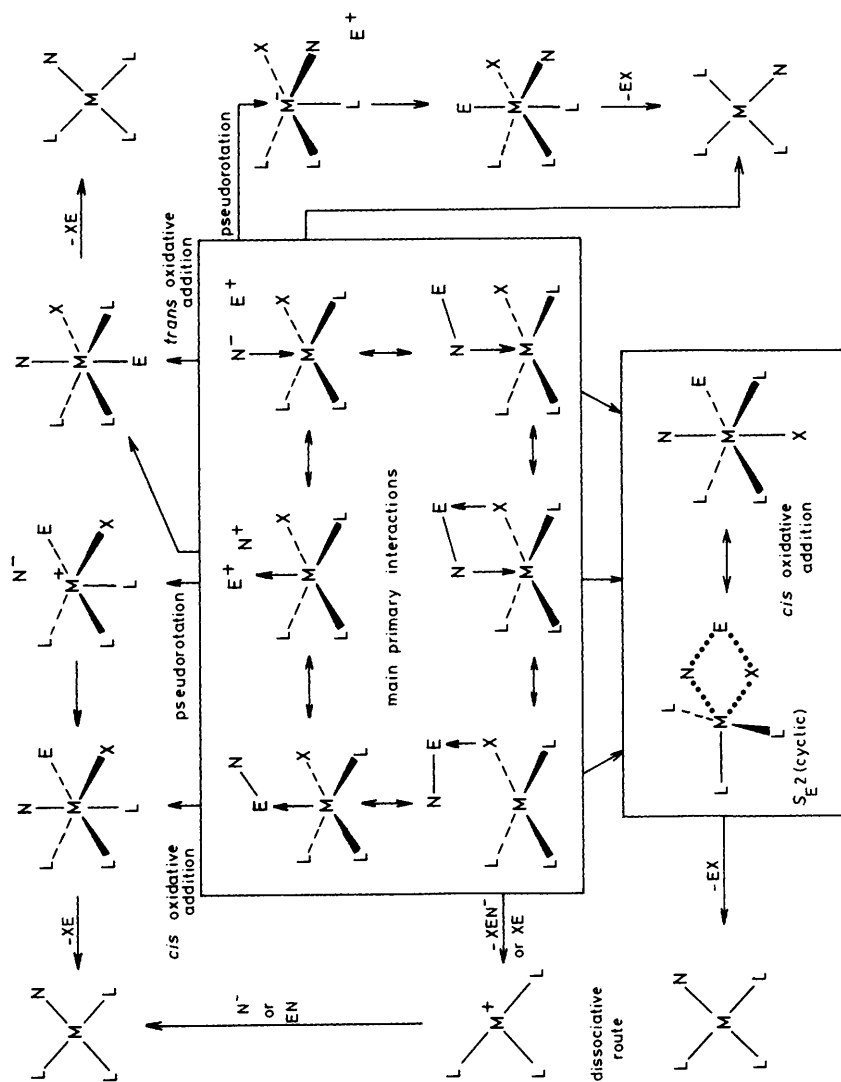 L N
M
L L
-XE
N E
L M X
L L
N⁻
L E
M⁺
L X
L
N
L X
M
L L
E
-XE
L N
M
L L
cis oxidative
addition
pseudorotation
trans oxidative
addition
pseudorotation
N⁻
or
EN
N
E
L X
M
L L
E⁺ N⁺
L X
M
L L
N⁻ E⁺
L X
M
L L
L X
M⁻
L N
L
E⁺
main primary interactions
N E
L X
M
L L
N E
L X
M
L L
N E
L X
M
L L
E
L X
M
L N
L
-XEN⁻
or XE
L L
M⁺
L
dissociative
route
-EX
L N
M
L L
-EX
L
N
L M E
X
L
S_E2 (cyclic)
N
L E
M
L L
X
cis oxidative
addition
-EX
L L
M
L N